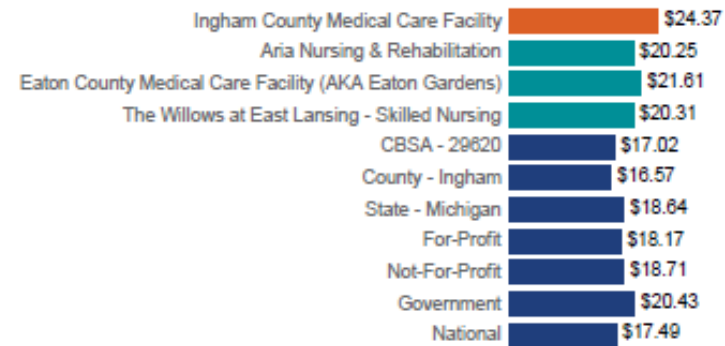 Ingham County Medical Care Facility $24.37
Aria Nursing & Rehabilitation $20.25
Eaton County Medical Care Facility (AKA Eaton Gardens) $21.61
The Willows at East Lansing - Skilled Nursing $20.31
CBSA - 29620 $17.02
County - Ingham $16.57
State - Michigan $18.64
For-Profit $18.17
Not-For-Profit $18.71
Government $20.43
National $17.49